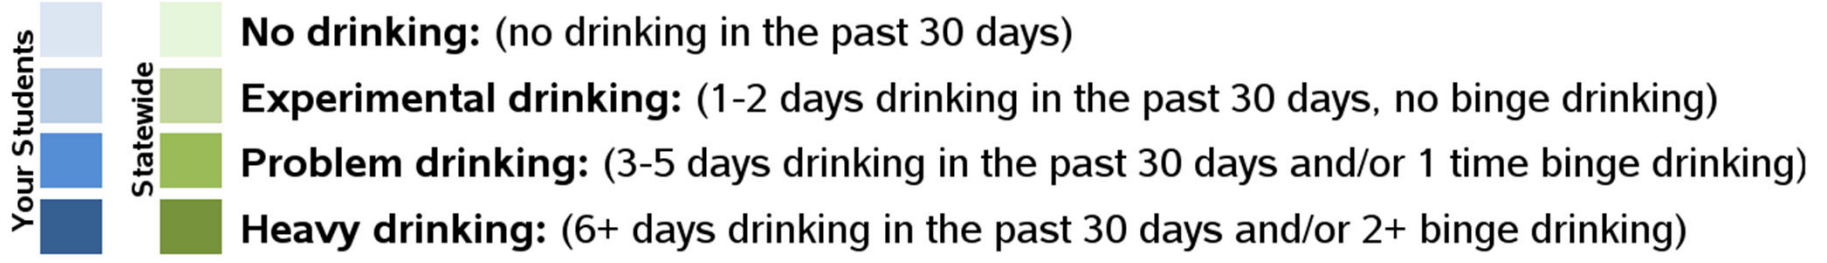 Your Students
Statewide
No drinking: (no drinking in the past 30 days)
Experimental drinking: (1-2 days drinking in the past 30 days, no binge drinking)
Problem drinking: (3-5 days drinking in the past 30 days and/or 1 time binge drinking)
Heavy drinking: (6+ days drinking in the past 30 days and/or 2+ binge drinking)